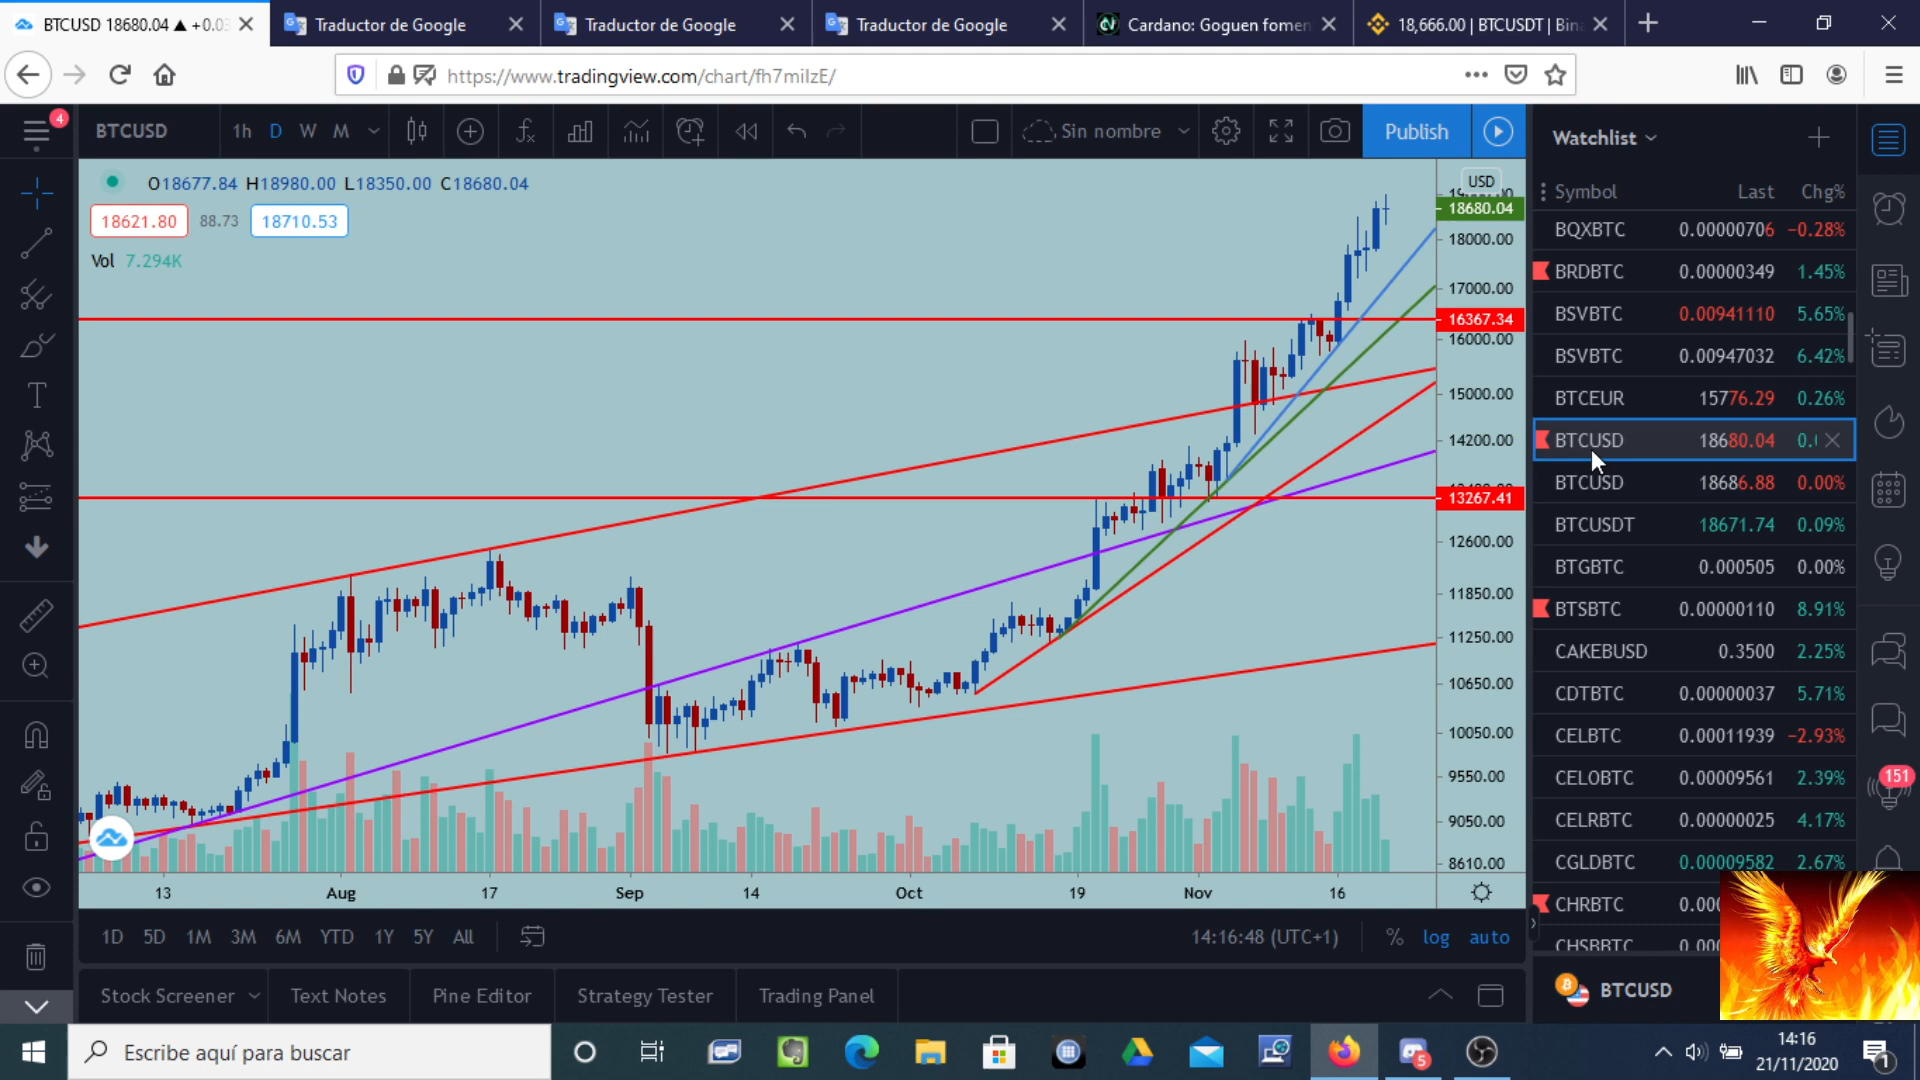 BTCUSD 18680.04 ▲ +0.03
Traductor de Google
Traductor de Google
Traductor de Google
Cardano: Goguen fomen
18,666.00 | BTCUSDT | Bin
https://www.tradingview.com/chart/fh7milzE/
4
BTCUSD
1h D W M
Sin nombre
Publish
Watchlist
O18677.84 H18980.00 L18350.00 C18680.04
18621.80 88.73 18710.53
Vol 7.294K
USD
18680.04
18000.00
17000.00
16367.34
16000.00
15000.00
14200.00
13267.41
12600.00
11850.00
11250.00
10650.00
10050.00
9550.00
9050.00
8610.00
13 Aug 17 Sep 14 Oct 19 Nov 16
1D 5D 1M 3M 6M YTD 1Y 5Y All
14:16:48 (UTC+1) % log auto
Stock Screener Text Notes Pine Editor Strategy Tester Trading Panel
Symbol Last Chg%
BQXBTC 0.00000706 −0.28%
BRDBTC 0.00000349 1.45%
BSVBTC 0.00941110 5.65%
BSVBTC 0.00947032 6.42%
BTCEUR 15776.29 0.26%
BTCUSD 18680.04 0.
BTCUSD 18686.88 0.00%
BTCUSDT 18671.74 0.09%
BTGBTC 0.000505 0.00%
BTSBTC 0.00000110 8.91%
CAKEBUSD 0.3500 2.25%
CDTBTC 0.00000037 5.71%
CELBTC 0.00011939 −2.93%
CELOBTC 0.00009561 2.39%
CELRBTC 0.00000025 4.17%
CGLDBTC 0.00009582 2.67%
CHRBTC 0.00
BTCUSD
151
Escribe aquí para buscar
5
14:16
21/11/2020
1